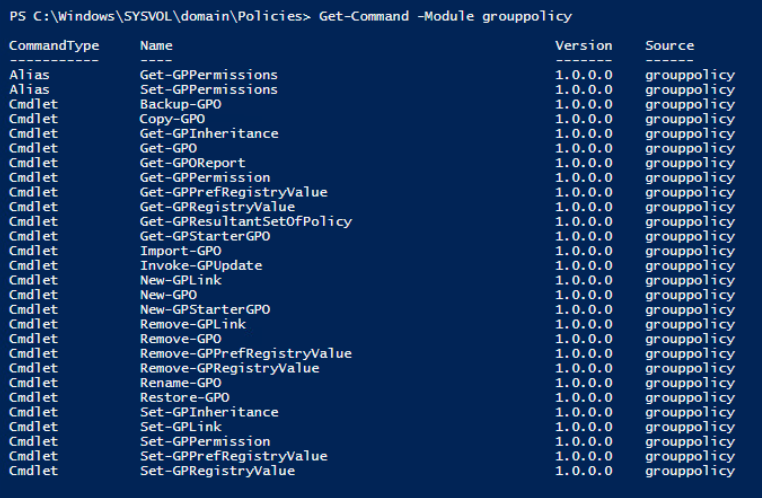 PS C:\Windows\SYSVOL\domain\Policies> Get-Command -Module grouppolicy
CommandType Name Version Source
----------- ---- ------- ------
Alias Get-GPPermissions 1.0.0.0 grouppolicy
Alias Set-GPPermissions 1.0.0.0 grouppolicy
Cmdlet Backup-GPO 1.0.0.0 grouppolicy
Cmdlet Copy-GPO 1.0.0.0 grouppolicy
Cmdlet Get-GPInheritance 1.0.0.0 grouppolicy
Cmdlet Get-GPO 1.0.0.0 grouppolicy
Cmdlet Get-GPOReport 1.0.0.0 grouppolicy
Cmdlet Get-GPPermission 1.0.0.0 grouppolicy
Cmdlet Get-GPPrefRegistryValue 1.0.0.0 grouppolicy
Cmdlet Get-GPRegistryValue 1.0.0.0 grouppolicy
Cmdlet Get-GPResultantSetOfPolicy 1.0.0.0 grouppolicy
Cmdlet Get-GPStarterGPO 1.0.0.0 grouppolicy
Cmdlet Import-GPO 1.0.0.0 grouppolicy
Cmdlet Invoke-GPUpdate 1.0.0.0 grouppolicy
Cmdlet New-GPLink 1.0.0.0 grouppolicy
Cmdlet New-GPO 1.0.0.0 grouppolicy
Cmdlet New-GPStarterGPO 1.0.0.0 grouppolicy
Cmdlet Remove-GPLink 1.0.0.0 grouppolicy
Cmdlet Remove-GPO 1.0.0.0 grouppolicy
Cmdlet Remove-GPPrefRegistryValue 1.0.0.0 grouppolicy
Cmdlet Remove-GPRegistryValue 1.0.0.0 grouppolicy
Cmdlet Rename-GPO 1.0.0.0 grouppolicy
Cmdlet Restore-GPO 1.0.0.0 grouppolicy
Cmdlet Set-GPInheritance 1.0.0.0 grouppolicy
Cmdlet Set-GPLink 1.0.0.0 grouppolicy
Cmdlet Set-GPPermission 1.0.0.0 grouppolicy
Cmdlet Set-GPPrefRegistryValue 1.0.0.0 grouppolicy
Cmdlet Set-GPRegistryValue 1.0.0.0 grouppolicy